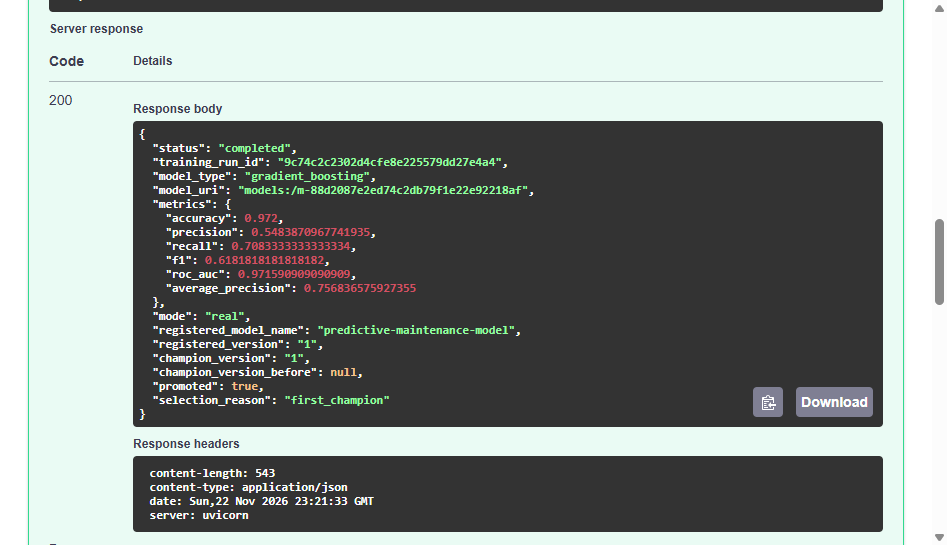 Server response
Code Details
200
Response body
{
  "status": "completed",
  "training_run_id": "9c74c2c2302d4cfe8e225579dd27e4a4",
  "model_type": "gradient_boosting",
  "model_uri": "models:/m-88d2087e2ed74c2db79f1e22e92218af",
  "metrics": {
    "accuracy": 0.972,
    "precision": 0.5483870967741935,
    "recall": 0.7083333333333334,
    "f1": 0.6181818181818182,
    "roc_auc": 0.971590909090909,
    "average_precision": 0.756836575927355
  },
  "mode": "real",
  "registered_model_name": "predictive-maintenance-model",
  "registered_version": "1",
  "champion_version": "1",
  "champion_version_before": null,
  "promoted": true,
  "selection_reason": "first_champion"
}
Download
Response headers
content-length: 543
content-type: application/json
date: Sun,22 Nov 2026 23:21:33 GMT
server: uvicorn